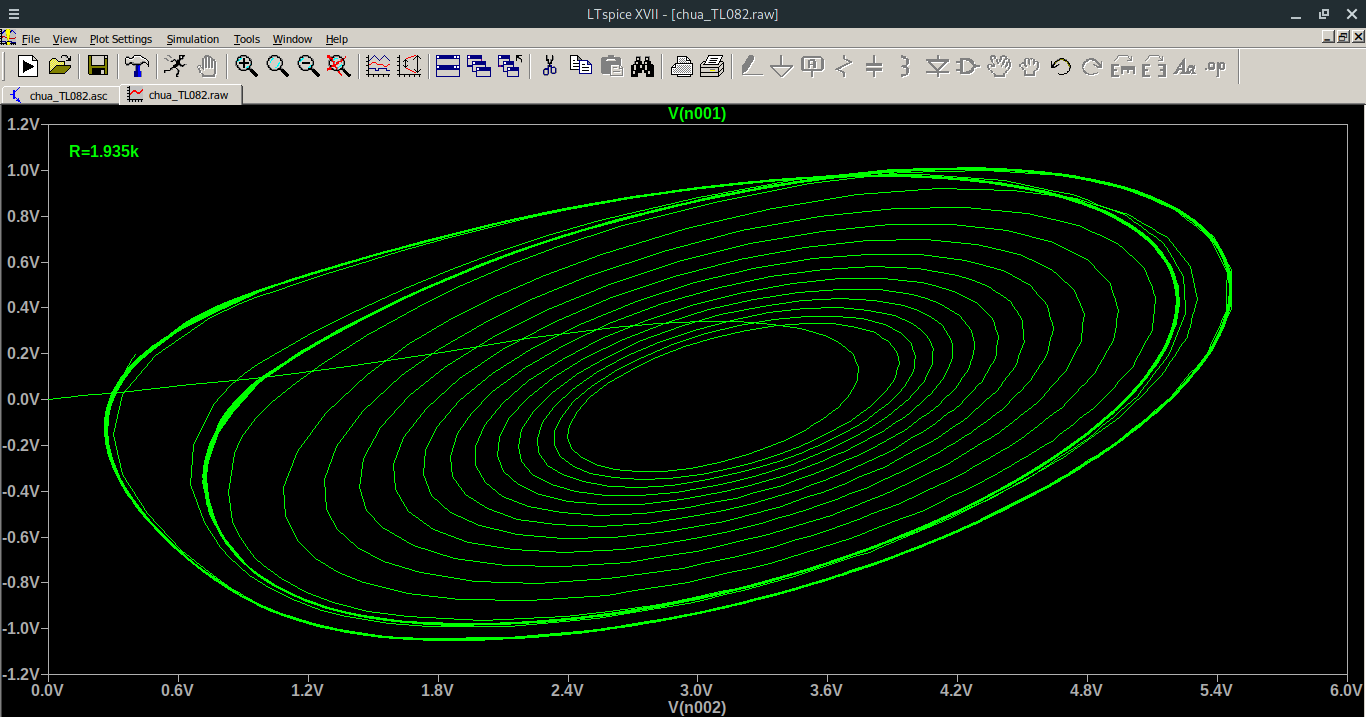 LTspice XVII - [chua_TL082.raw]
File View Plot Settings Simulation Tools Window Help
chua_TL082.asc chua_TL082.raw
V(n001)
1.2V
R=1.935k
1.0V
0.8V
0.6V
0.4V
0.2V
0.0V
-0.2V
-0.4V
-0.6V
-0.8V
-1.0V
-1.2V
0.0V 0.6V 1.2V 1.8V 2.4V 3.0V 3.6V 4.2V 4.8V 5.4V 6.0V
V(n002)